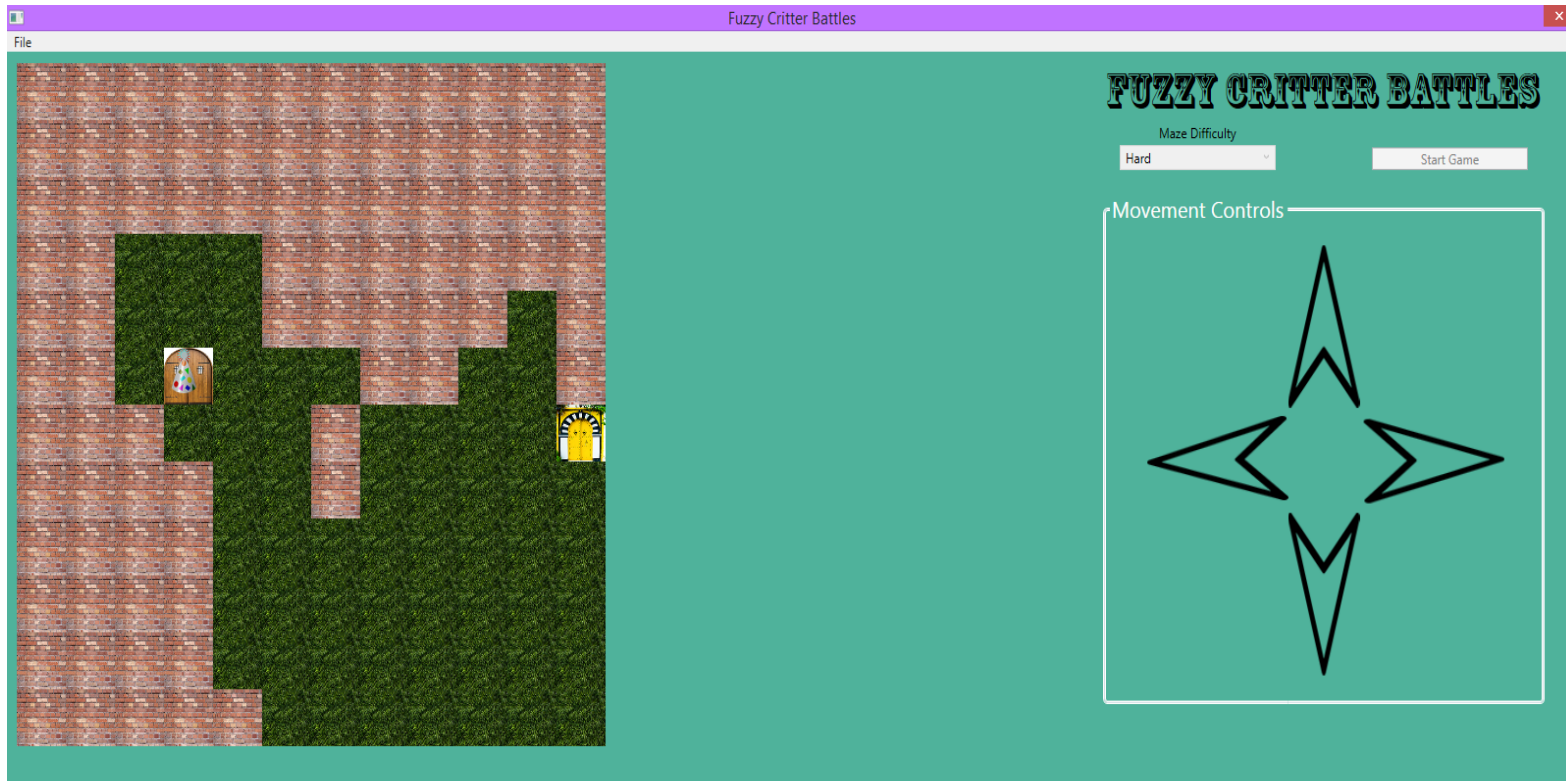 Fuzzy Critter Battles
File
FUZZY CRITTER BATTLES
Maze Difficulty
Hard
Start Game
Movement Controls